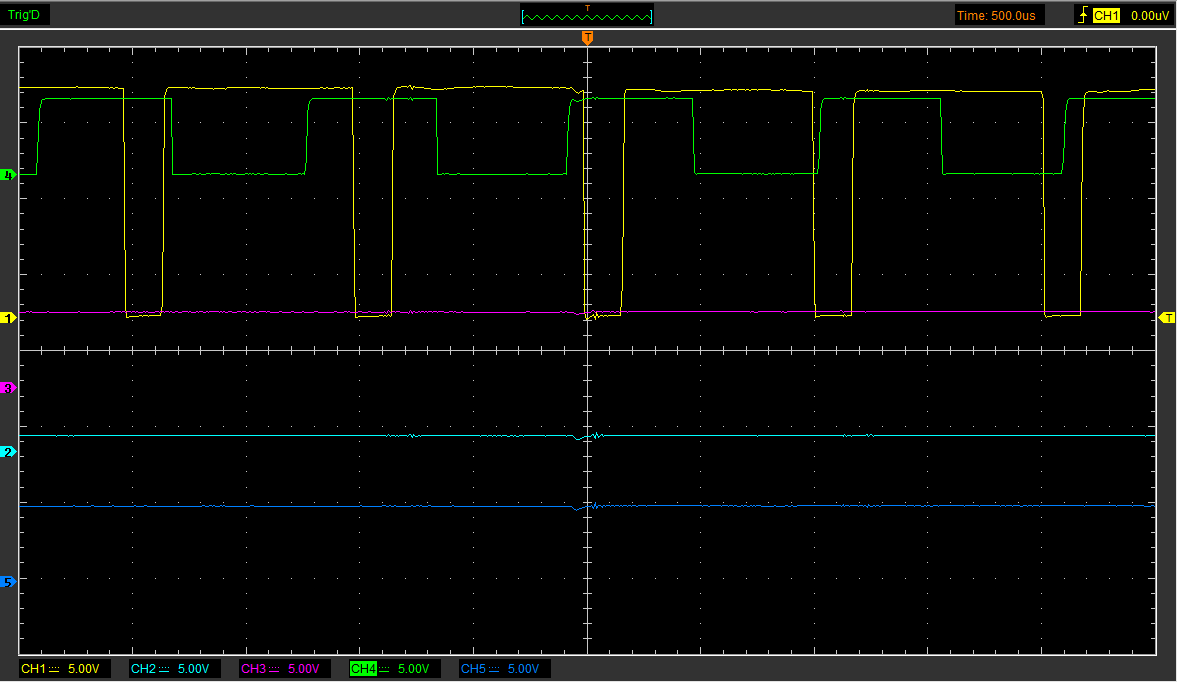 Trig'D T Time: 500.0us CH1 0.00uV
T
4
1 T
3
2
5
CH1 5.00V CH2 5.00V CH3 5.00V CH4 5.00V CH5 5.00V